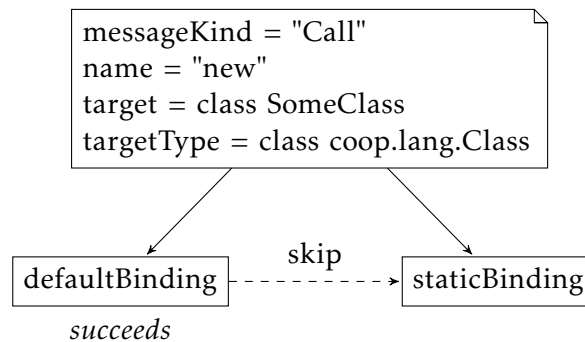 messageKind = "Call"
name = "new"
target = class SomeClass
targetType = class coop.lang.Class
skip
defaultBinding
staticBinding
succeeds